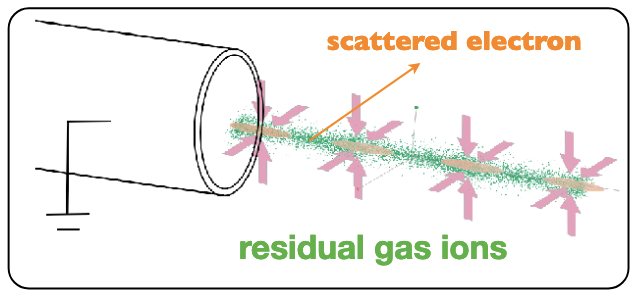 scattered electron
residual gas ions